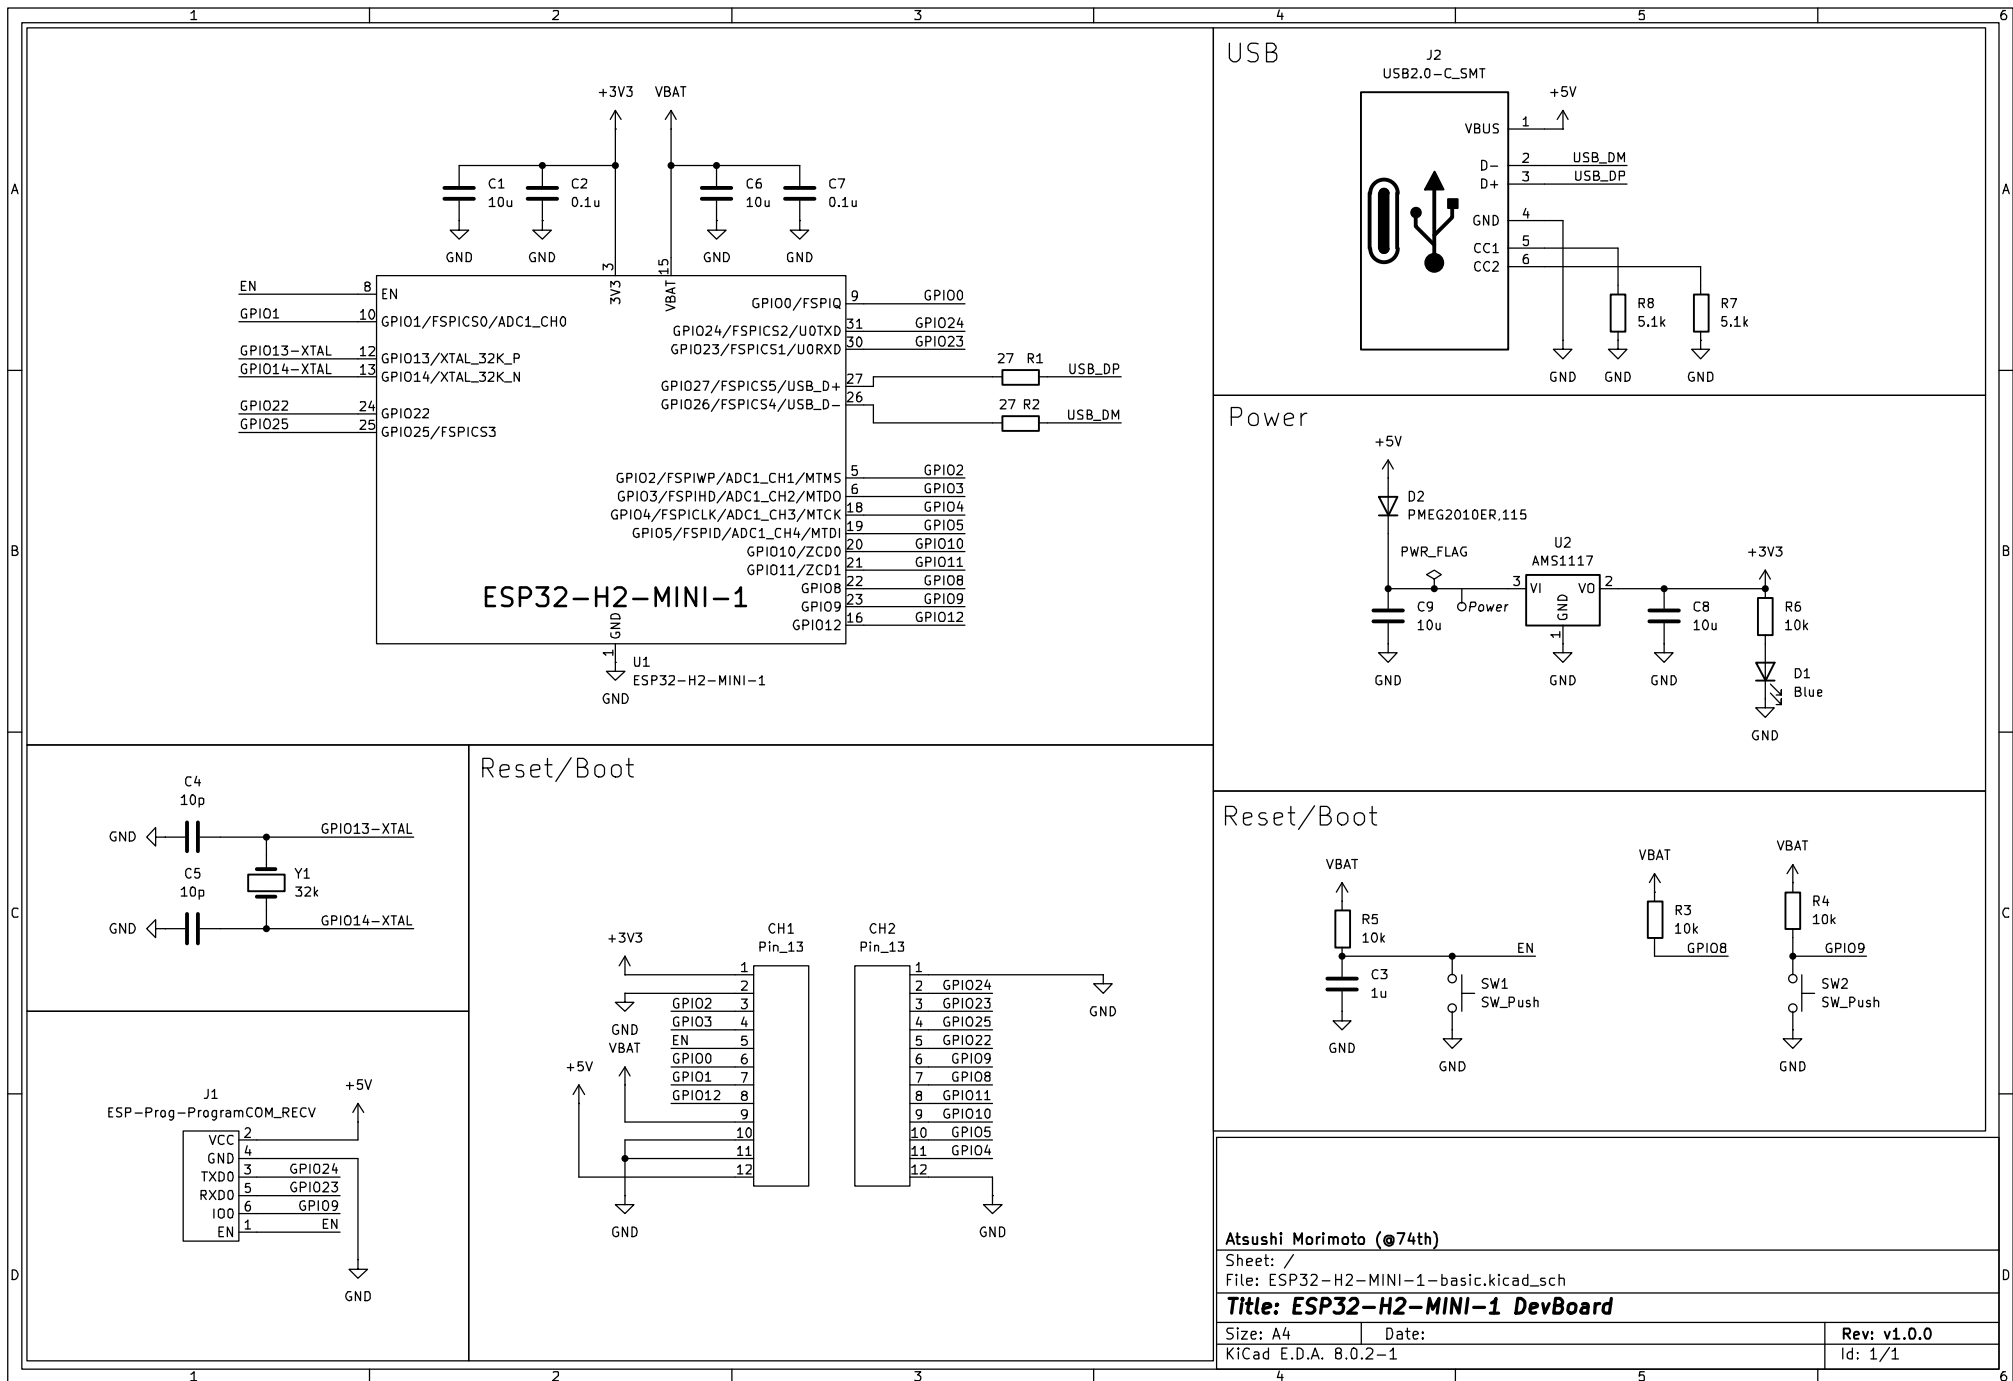 1 2 3 4 5 6
A
B
C
D
A
B
C
D
+3V3 VBAT
C1
10u
C2
0.1u
C6
10u
C7
0.1u
GND GND GND GND
3 15
3V3 VBAT
EN 8 EN
GPIO1 10 GPIO1/FSPICS0/ADC1_CH0
GPIO13-XTAL 12 GPIO13/XTAL_32K_P
GPIO14-XTAL 13 GPIO14/XTAL_32K_N
GPIO22 24 GPIO22
GPIO25 25 GPIO25/FSPICS3
GPIO0/FSPIQ 9 GPIO0
GPIO24/FSPICS2/U0TXD 31 GPIO24
GPIO23/FSPICS1/U0RXD 30 GPIO23
27 R1
GPIO27/FSPICS5/USB_D+ 27 USB_DP
GPIO26/FSPICS4/USB_D- 26 USB_DM
27 R2
GPIO2/FSPIWP/ADC1_CH1/MTMS 5 GPIO2
GPIO3/FSPIHD/ADC1_CH2/MTDO 6 GPIO3
GPIO4/FSPICLK/ADC1_CH3/MTCK 18 GPIO4
GPIO5/FSPID/ADC1_CH4/MTDI 19 GPIO5
GPIO10/ZCD0 20 GPIO10
GPIO11/ZCD1 21 GPIO11
GPIO8 22 GPIO8
GPIO9 23 GPIO9
GPIO12 16 GPIO12
ESP32-H2-MINI-1
GND
1
U1
ESP32-H2-MINI-1
GND
USB
J2
USB2.0-C_SMT
+5V
VBUS 1
D- 2 USB_DM
D+ 3 USB_DP
GND 4
CC1 5
CC2 6
R8
5.1k
R7
5.1k
GND GND GND
Power
+5V
D2
PMEG2010ER,115
PWR_FLAG
U2
AMS1117
+3V3
3 VI VO 2
GND
1
Power
C9
10u
C8
10u
R6
10k
D1
Blue
GND GND GND
GND
C4
10p
GND GPIO13-XTAL
C5
10p
Y1
32k
GND GPIO14-XTAL
J1
ESP-Prog-ProgramCOM_RECV
+5V
VCC 2
GND 4
TXD0 3 GPIO24
RXD0 5 GPIO23
IO0 6 GPIO9
EN 1 EN
GND
Reset/Boot
CH1
Pin_13
+3V3
1
2
GPIO2 3
GND
GPIO3 4
VBAT
EN 5
GPIO0 6
+5V
GPIO1 7
GPIO12 8
9
10
11
12
GND
CH2
Pin_13
1
2 GPIO24
3 GPIO23
4 GPIO25
5 GPIO22
6 GPIO9
7 GPIO8
8 GPIO11
9 GPIO10
10 GPIO5
11 GPIO4
12
GND
GND
Reset/Boot
VBAT
R5
10k
EN
C3
1u
SW1
SW_Push
GND GND
VBAT
R3
10k
GPIO8
VBAT
R4
10k
GPIO9
SW2
SW_Push
GND
Atsushi Morimoto (@74th)
Sheet: /
File: ESP32-H2-MINI-1-basic.kicad_sch
Title: ESP32-H2-MINI-1 DevBoard
Size: A4 Date: Rev: v1.0.0
KiCad E.D.A. 8.0.2-1 Id: 1/1
1 2 3 4 5 6